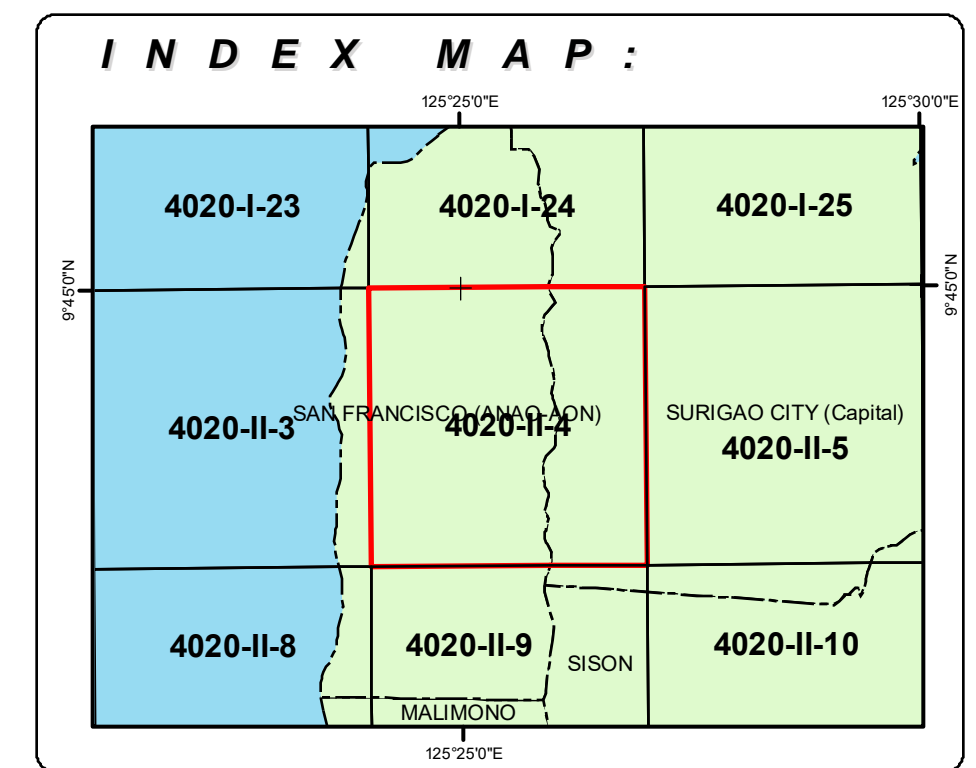 INDEX MAP:
125°25'0"E
125°30'0"E
4020-I-23
4020-I-24
4020-I-25
9°45'0"N
9°45'0"N
SAN FRANCISCO (ANAO-AON)
SURIGAO CITY (Capital)
4020-II-3
4020-II-4
4020-II-5
4020-II-8
4020-II-9
4020-II-10
SISON
MALIMONO
125°25'0"E